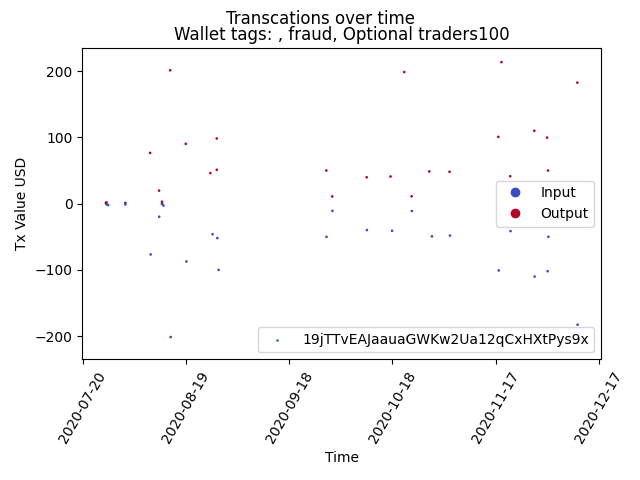 Transcations over time
Wallet tags: , fraud, Optional traders100
Tx Value USD
200
100
0
−100
−200
Input
Output
19jTTvEAJaauaGWKw2Ua12qCxHXtPys9x
2020-07-20
2020-08-19
2020-09-18
2020-10-18
2020-11-17
2020-12-17
Time